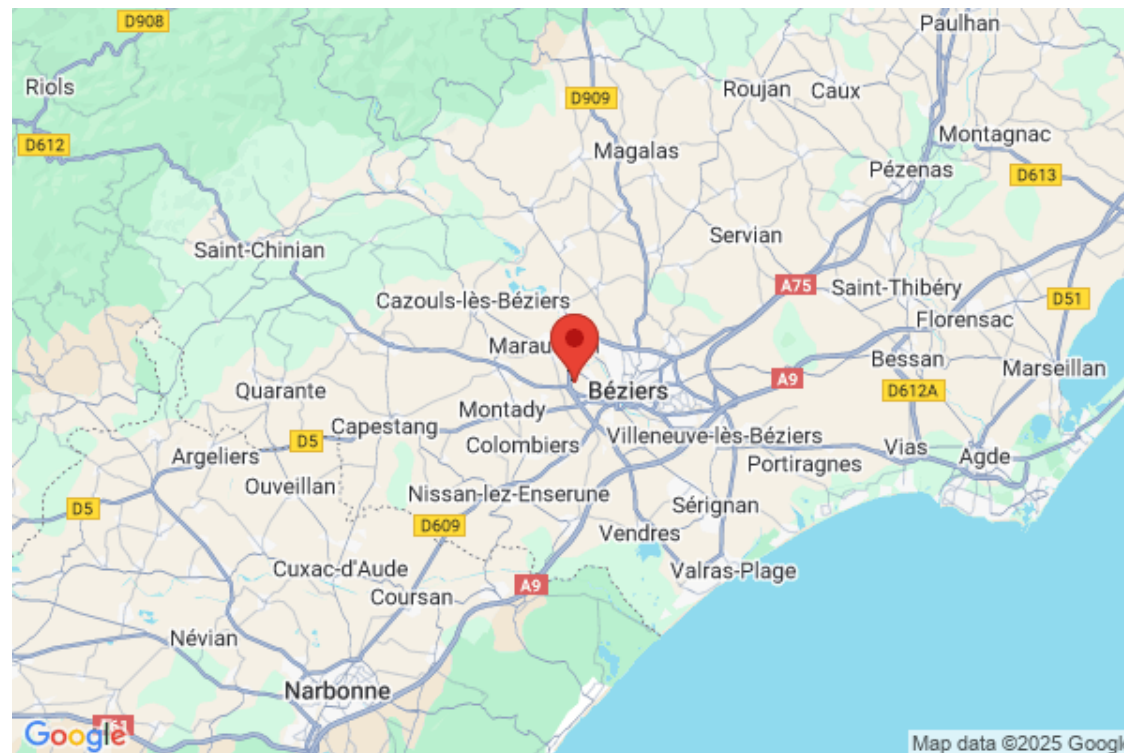 D908
Paulhan
Riols
D909
Roujan
Caux
D612
Montagnac
Magalas
Pézenas
D613
Saint-Chinian
Servian
A75
Saint-Thibéry
D51
Cazouls-lès-Béziers
Florensac
Marau
Bessan
Marseillan
A9
Quarante
Béziers
D612A
Montady
Capestang
D5
Colombiers
Villeneuve-lès-Béziers
Vias
Argeliers
Portiragnes
Agde
Ouveillan
Nissan-lez-Enserune
D5
Sérignan
D609
Vendres
Cuxac-d'Aude
Valras-Plage
A9
Coursan
Névian
Narbonne
Google
Map data ©2025 Google